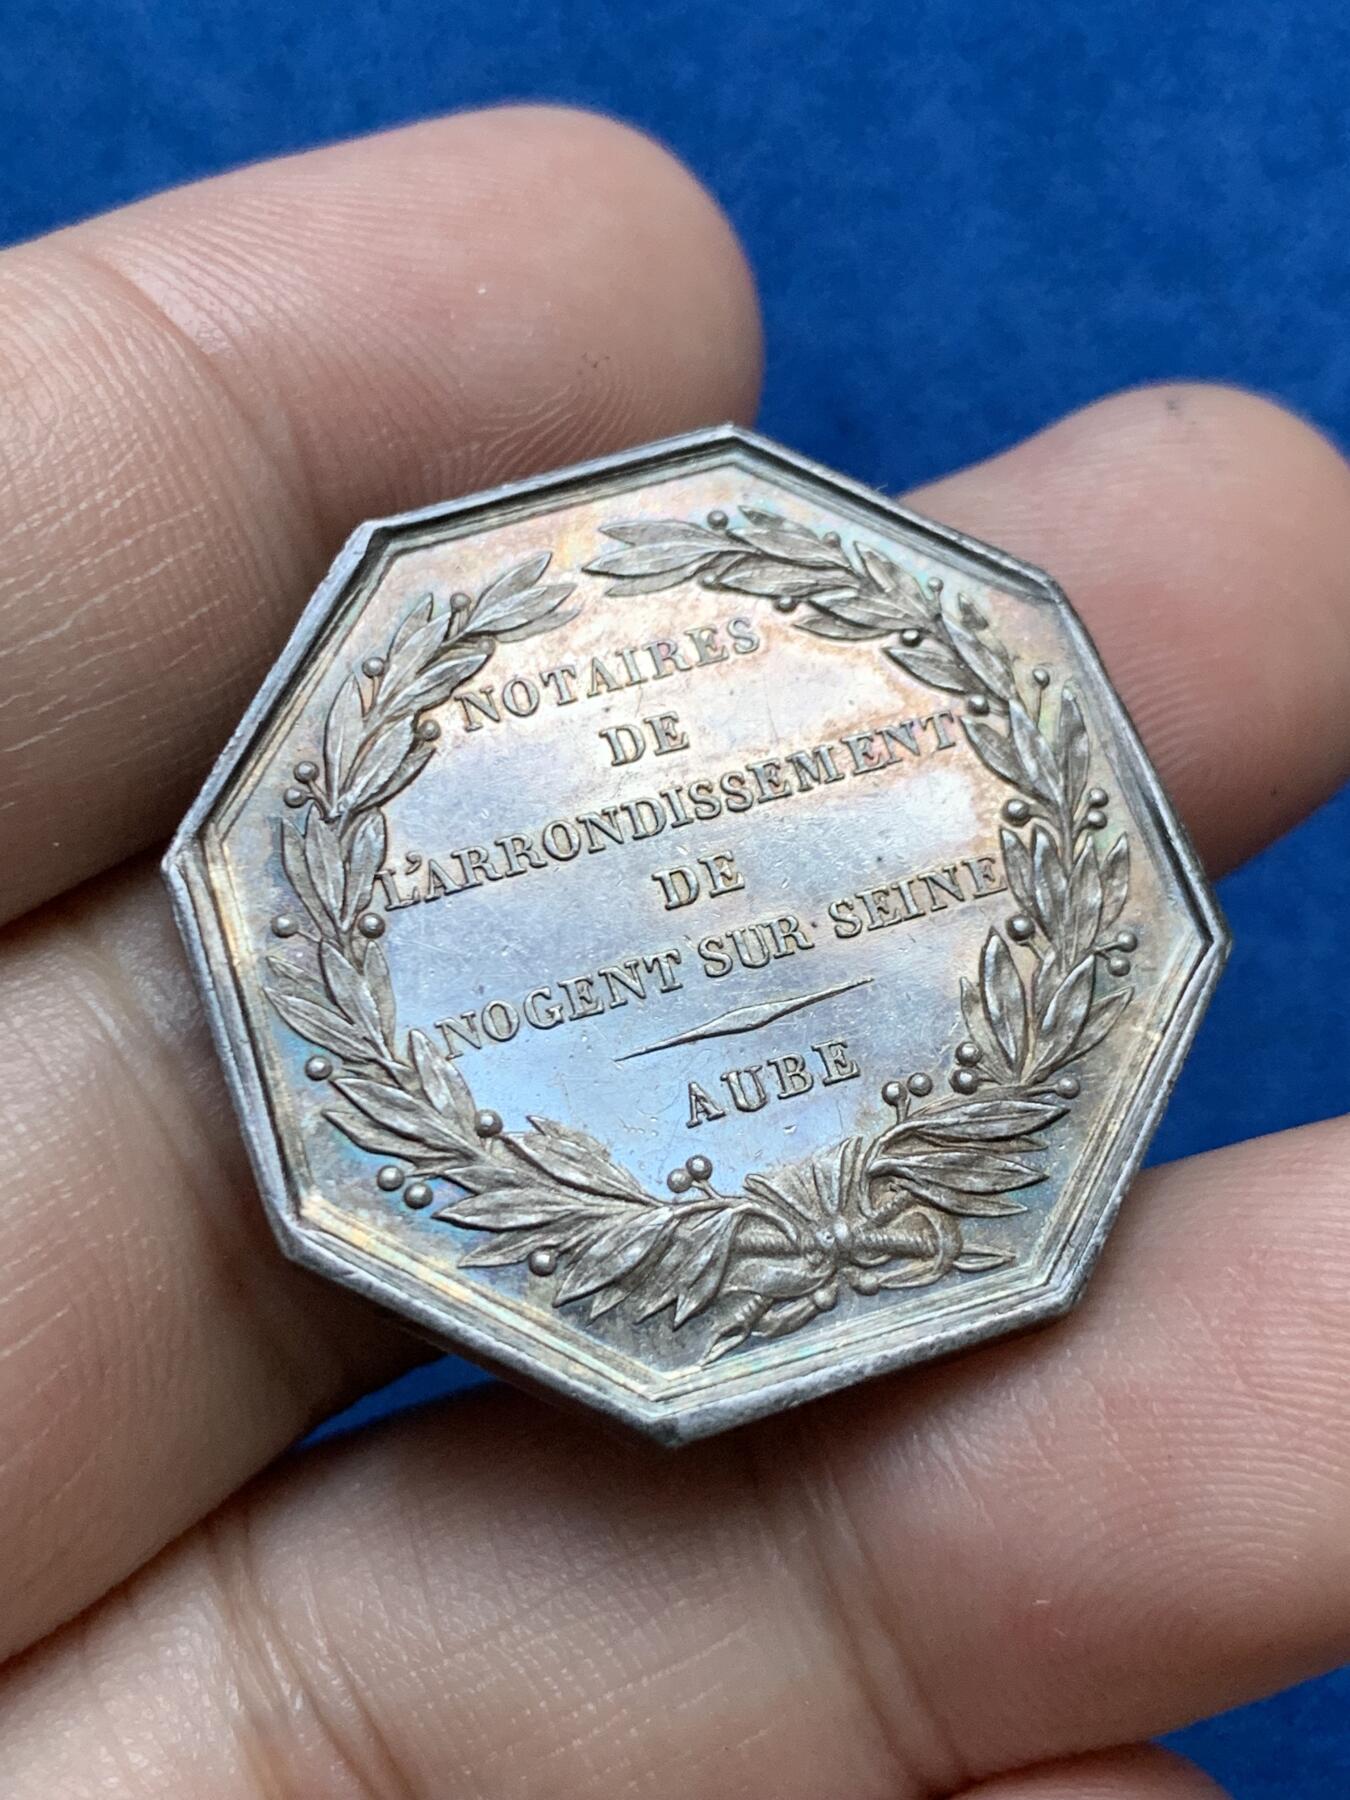 NOTAIRES
DE
L'ARRONDISSEMENT
DE
NOGENT SUR SEINE
AUBE